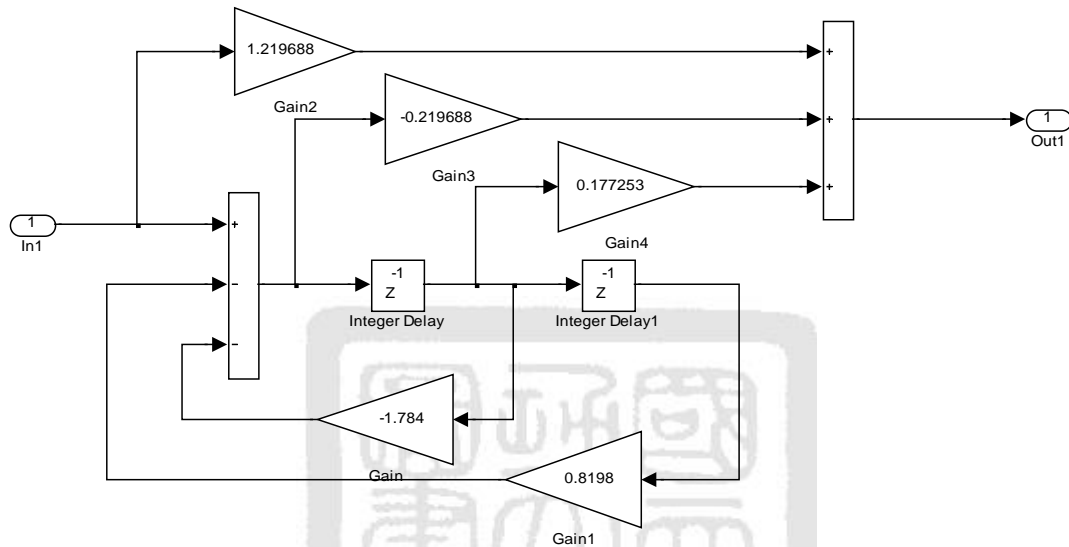 1.219688
+
Gain2
-0.219688
+
1
Out1
Gain3
0.177253
+
1
In1
+
Gain4
-
-1
Z
-1
Z
Integer Delay
Integer Delay1
-
-1.784
Gain
0.8198
Gain1